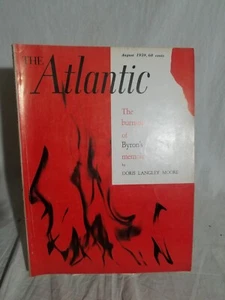 August 1959 60 cents
THE
Atlantic
The
burning
of
Byron's
memoirs
by
DORIS LANGLEY MOORE